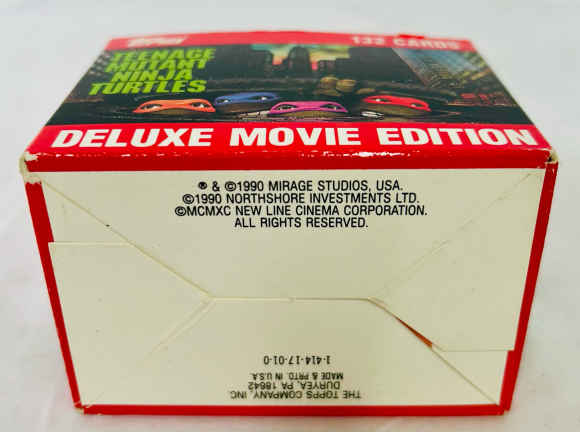 Topps
132 CARDS
TEENAGE
MUTANT
NINJA
TURTLES
DELUXE MOVIE EDITION
® & ©1990 MIRAGE STUDIOS, USA.
©1990 NORTHSHORE INVESTMENTS LTD.
©MCMXC NEW LINE CINEMA CORPORATION.
ALL RIGHTS RESERVED.
THE TOPPS COMPANY, INC.
DURYEA, PA 18642
MADE & PRTD. IN U.S.A.
1-414-17-01-0